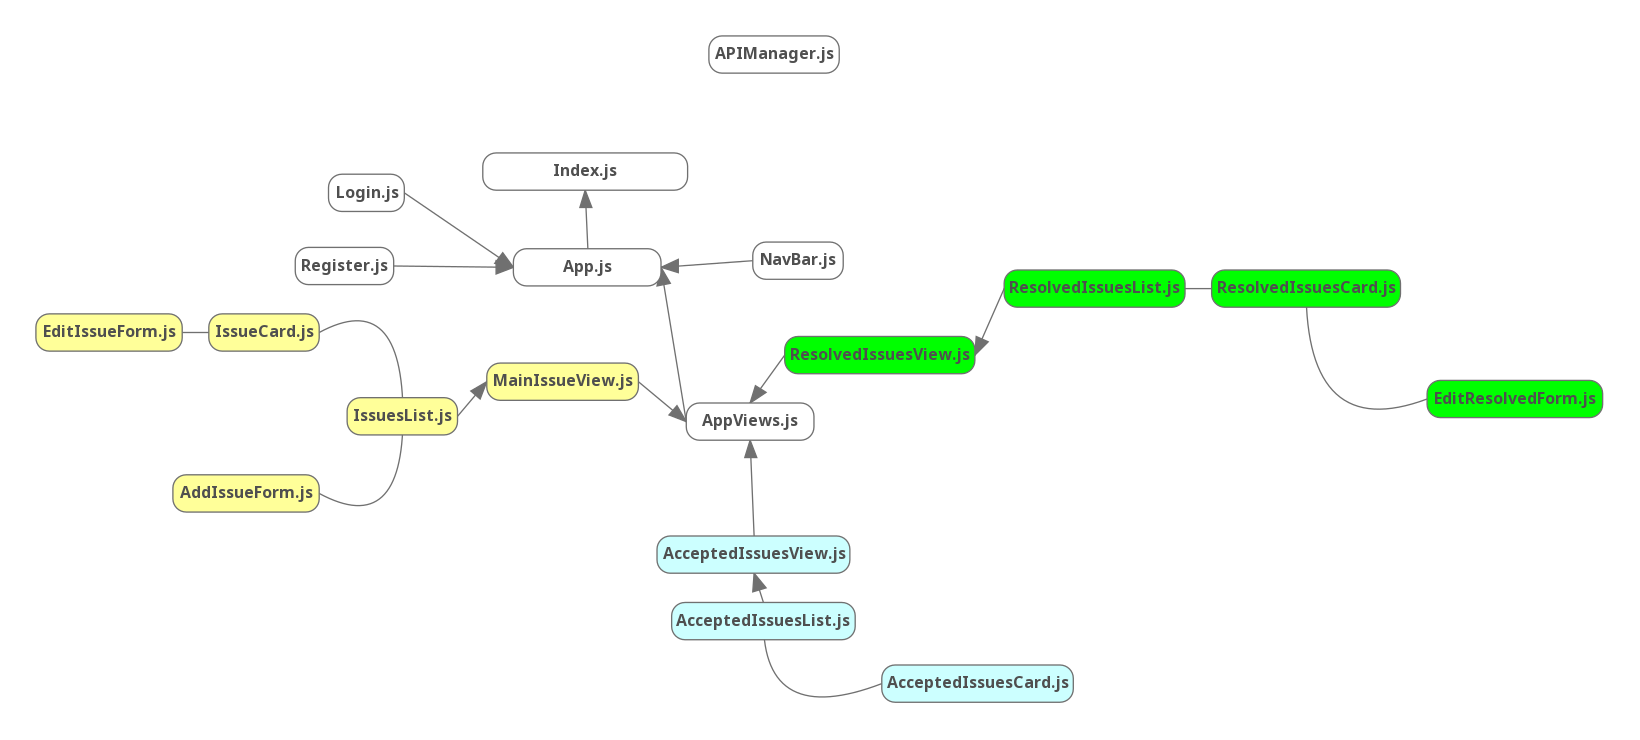 APIManager.js
Index.js
Login.js
Register.js
App.js
NavBar.js
ResolvedIssuesList.js
ResolvedIssuesCard.js
EditIssueForm.js
IssueCard.js
ResolvedIssuesView.js
MainIssueView.js
EditResolvedForm.js
IssuesList.js
AppViews.js
AddIssueForm.js
AcceptedIssuesView.js
AcceptedIssuesList.js
AcceptedIssuesCard.js